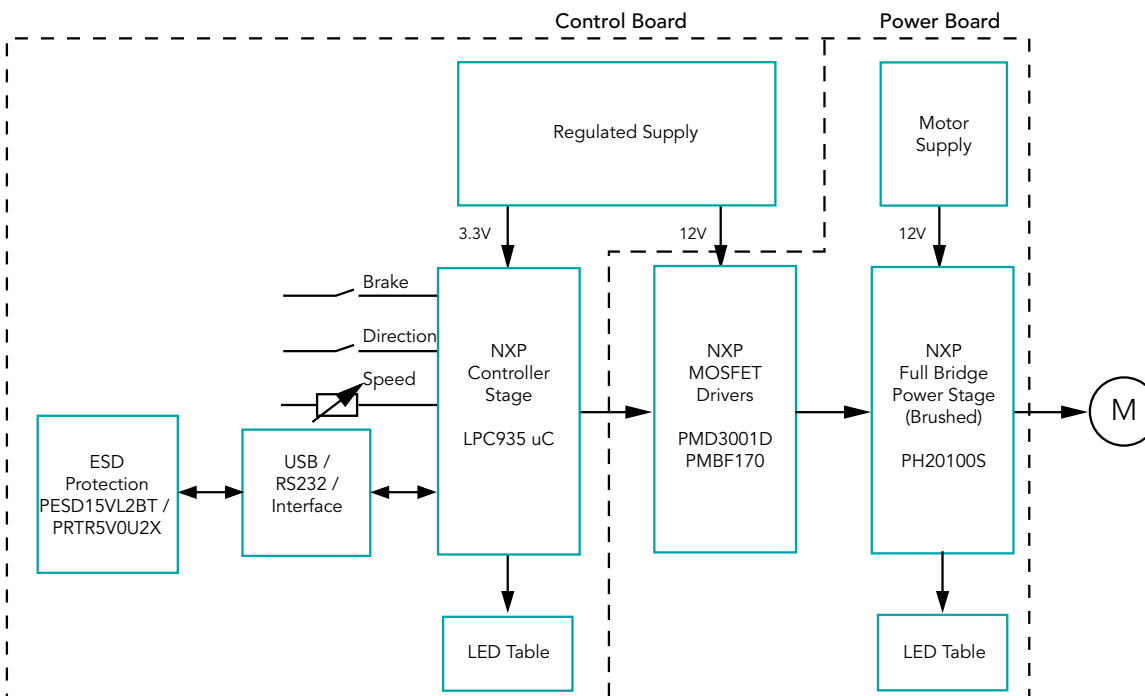 Control Board
Power Board
Regulated Supply
Motor
Supply
3.3V
12V
12V
Brake
Direction
Speed
NXP
Controller
Stage
LPC935 uC
NXP
MOSFET
Drivers
PMD3001D
PMBF170
NXP
Full Bridge
Power Stage
(Brushed)
PH20100S
M
ESD
Protection
PESD15VL2BT /
PRTR5V0U2X
USB /
RS232 /
Interface
LED Table
LED Table